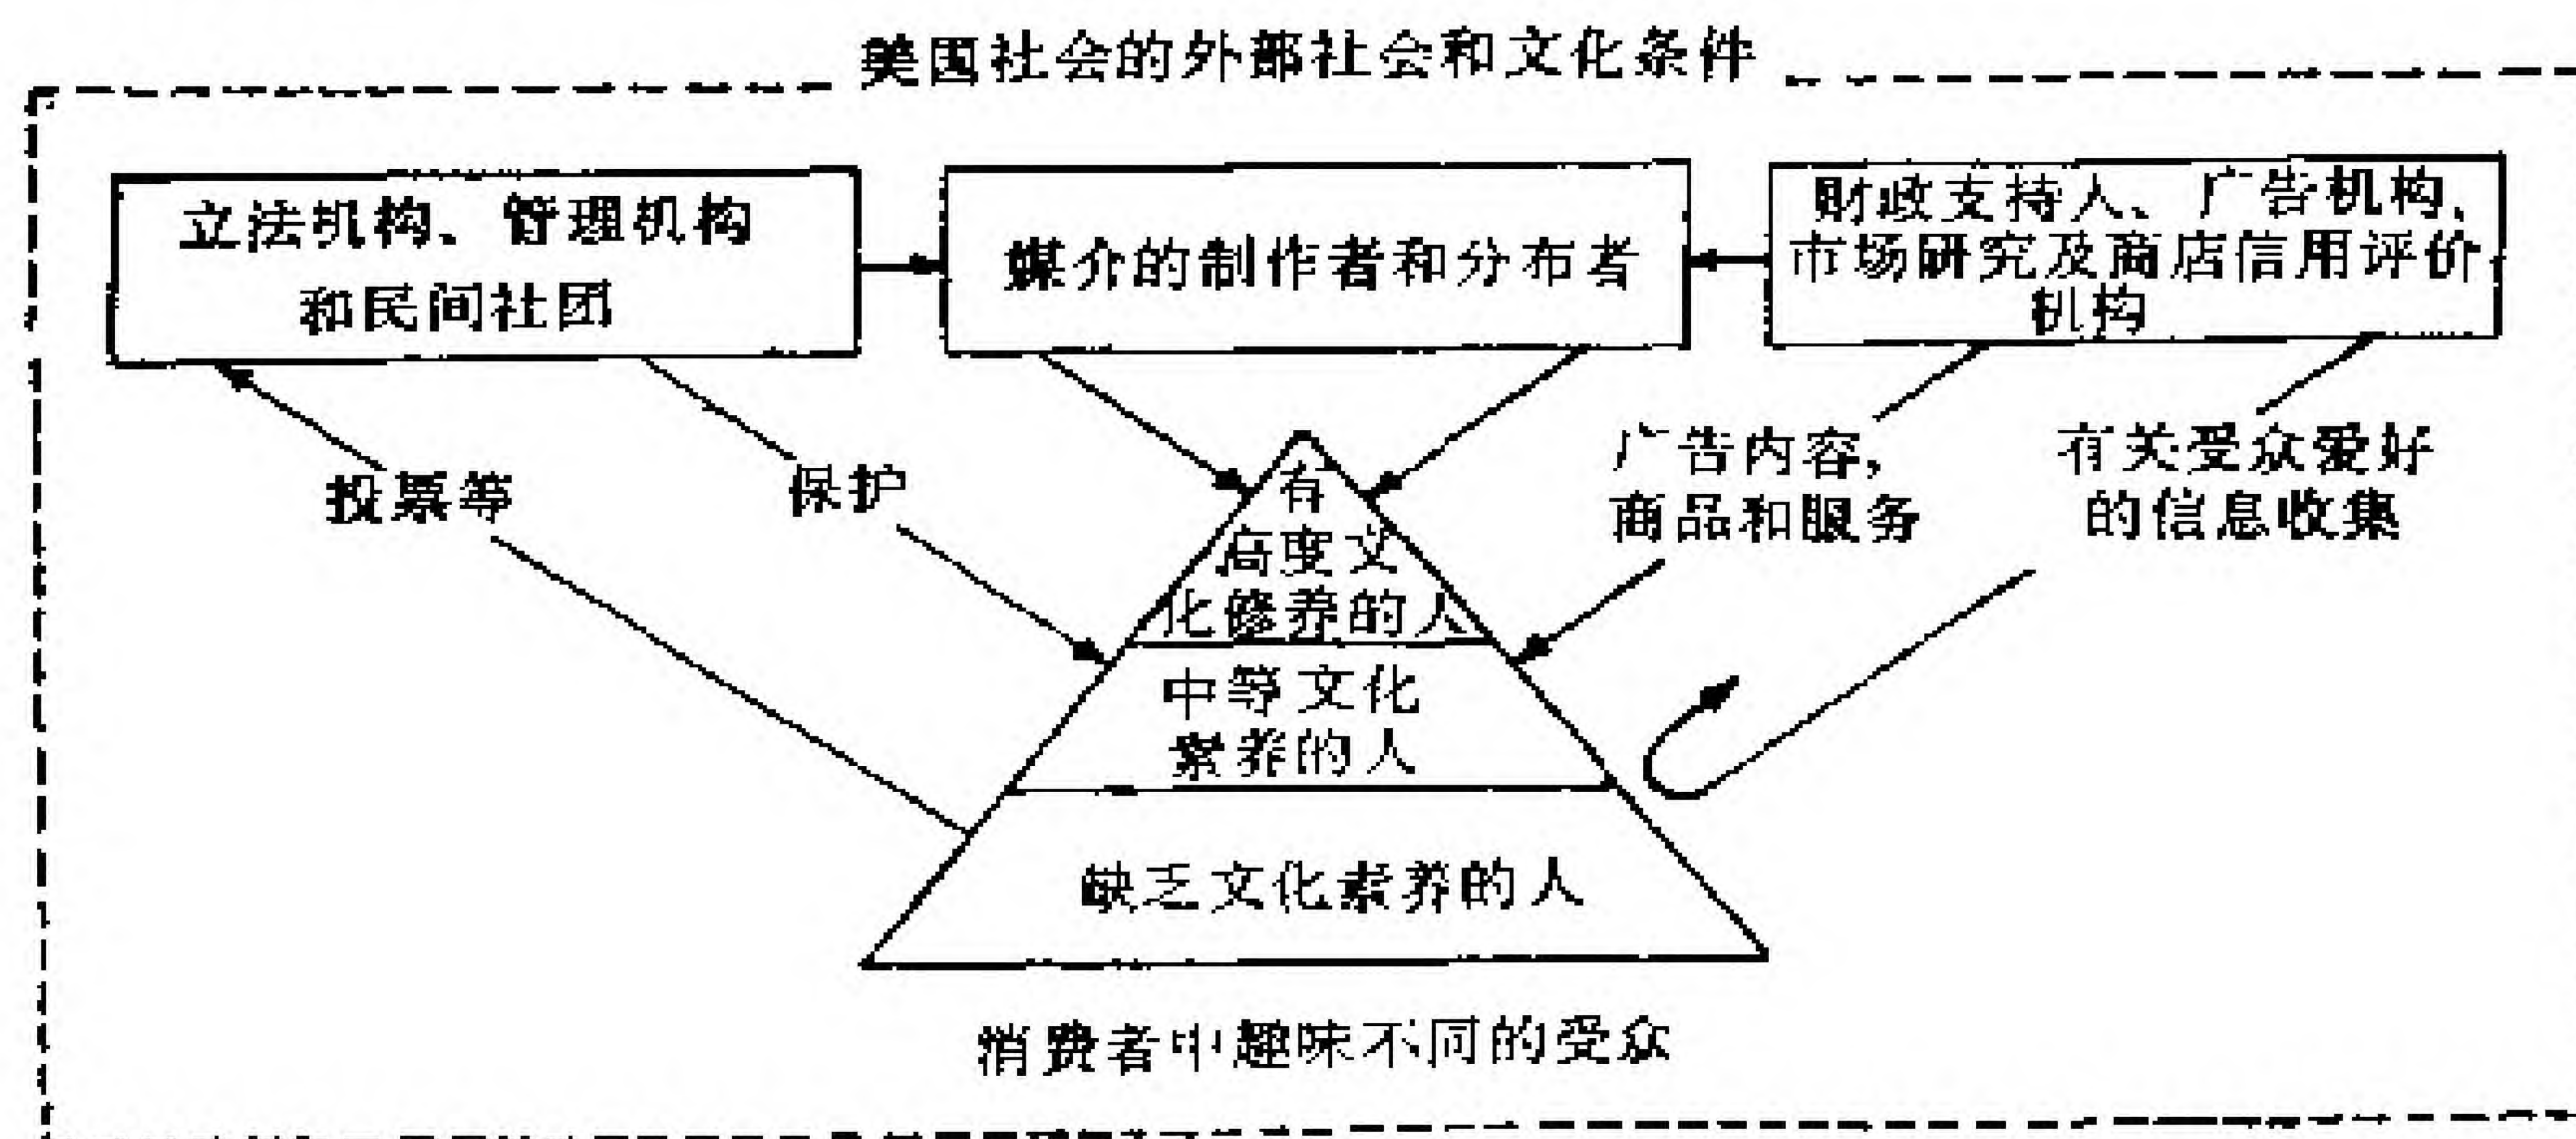 美国社会的外部社会和文化条件
立法机构、管理机构
和民间社团
媒介的制作者和分布者
财政支持人、广告机构、
市场研究及商店信用评价
机构
投票等
保护
广告内容,
商品和服务
有关受众爱好
的信息收集
有
高度文
化修养的人
中等文化
素养的人
缺乏文化素养的人
消费者中趣味不同的受众